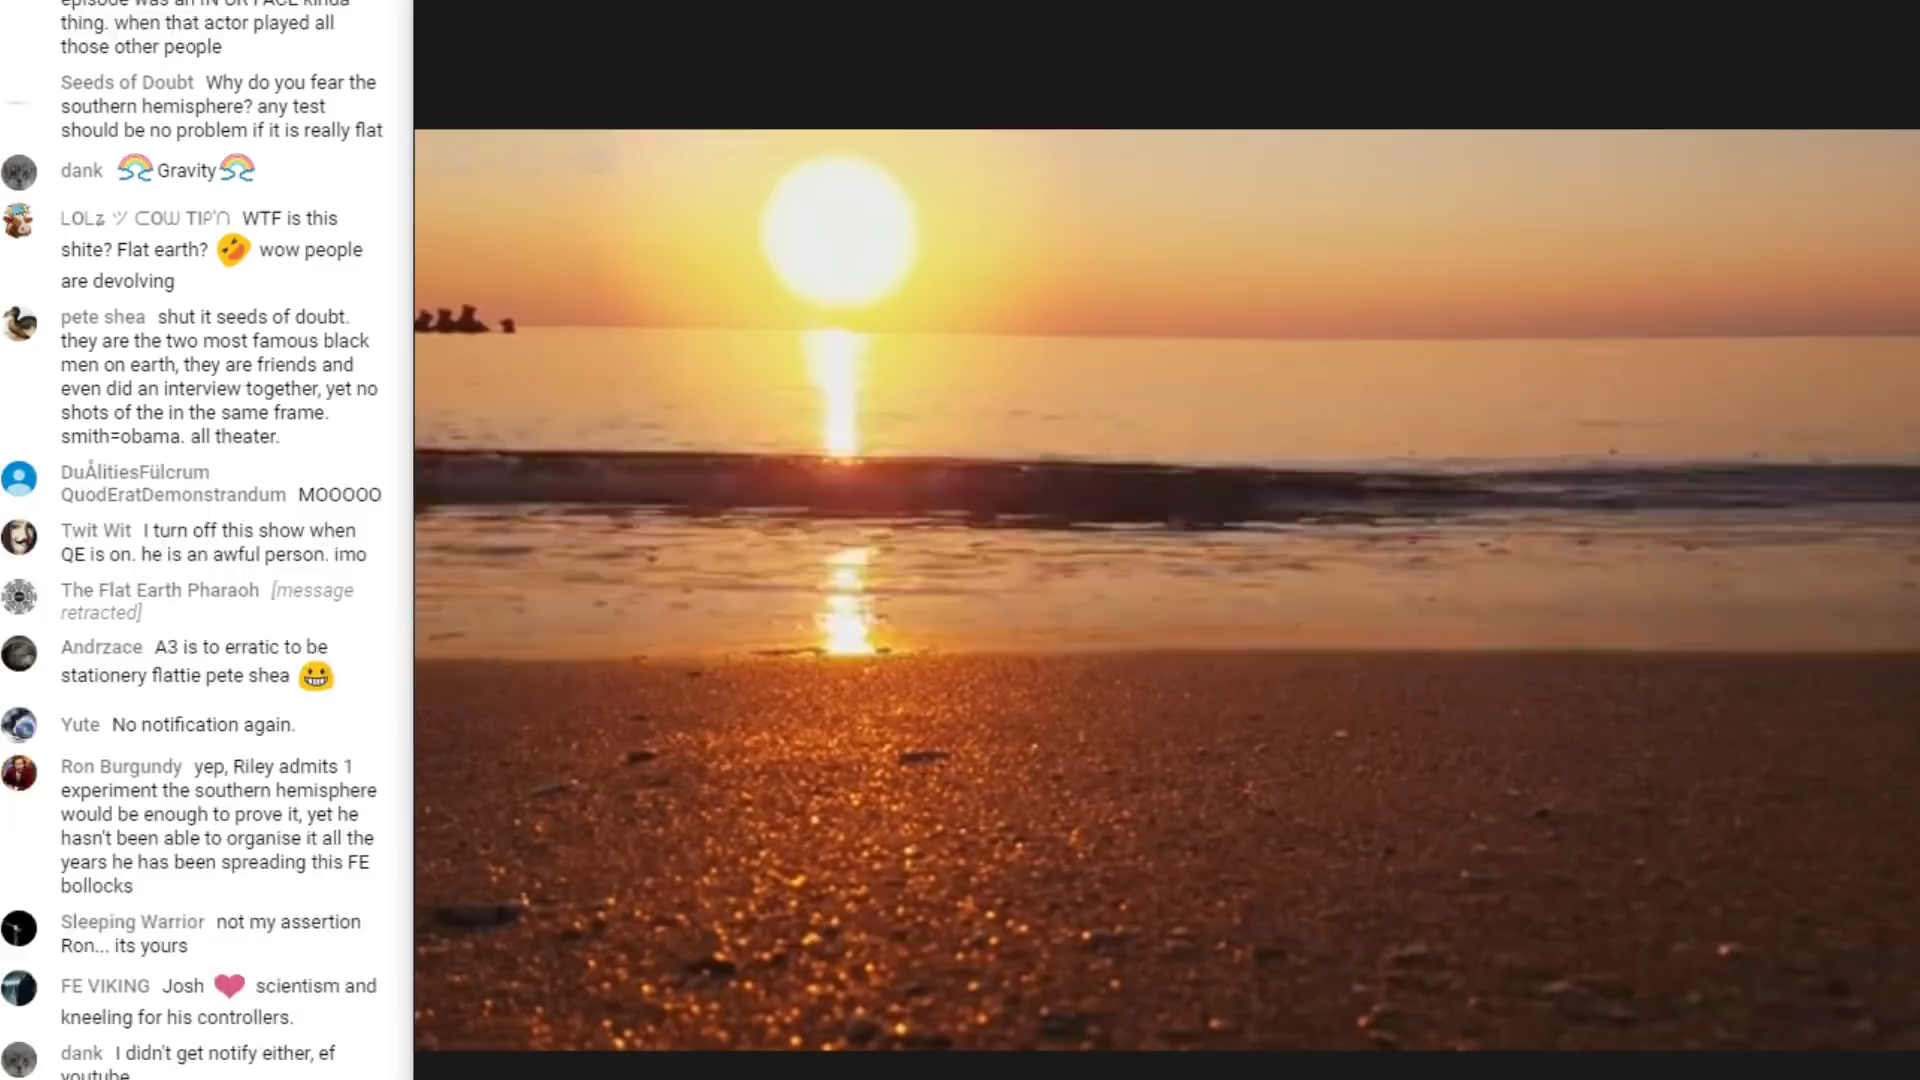 episode was an IN UR FACE kinda
thing. when that actor played all
those other people
Seeds of Doubt Why do you fear the
southern hemisphere? any test
should be no problem if it is really flat
dank Gravity
LOLz ツ COW TIP'N WTF is this
shite? Flat earth? wow people
are devolving
pete shea shut it seeds of doubt.
they are the two most famous black
men on earth, they are friends and
even did an interview together, yet no
shots of the in the same frame.
smith=obama. all theater.
DuÅlitiesFülcrum
QuodEratDemonstrandum MOOOOO
Twit Wit I turn off this show when
QE is on. he is an awful person. imo
The Flat Earth Pharaoh [message
retracted]
Andrzace A3 is to erratic to be
stationery flattie pete shea
Yute No notification again.
Ron Burgundy yep, Riley admits 1
experiment the southern hemisphere
would be enough to prove it, yet he
hasn't been able to organise it all the
years he has been spreading this FE
bollocks
Sleeping Warrior not my assertion
Ron... its yours
FE VIKING Josh scientism and
kneeling for his controllers.
dank I didn't get notify either, ef
youtube